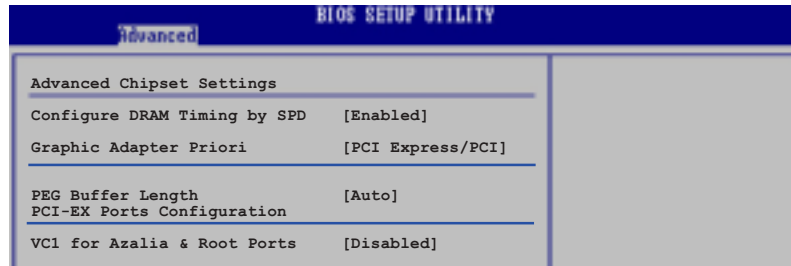 BIOS SETUP UTILITY
Advanced
Advanced Chipset Settings
Configure DRAM Timing by SPD [Enabled]
Graphic Adapter Priori [PCI Express/PCI]
PEG Buffer Length [Auto]
PCI-EX Ports Configuration
VC1 for Azalia & Root Ports [Disabled]